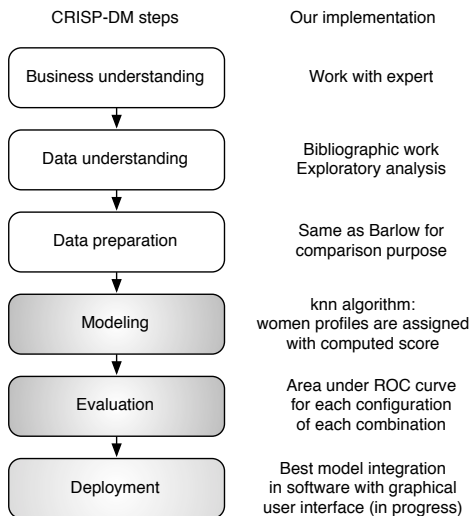 CRISP-DM steps
Our implementation
Business understanding
Work with expert
Data understanding
Bibliographic work
Exploratory analysis
Data preparation
Same as Barlow for
comparison purpose
Modeling
knn algorithm:
women profiles are assigned
with computed score
Evaluation
Area under ROC curve
for each configuration
of each combination
Deployment
Best model integration
in software with graphical
user interface (in progress)